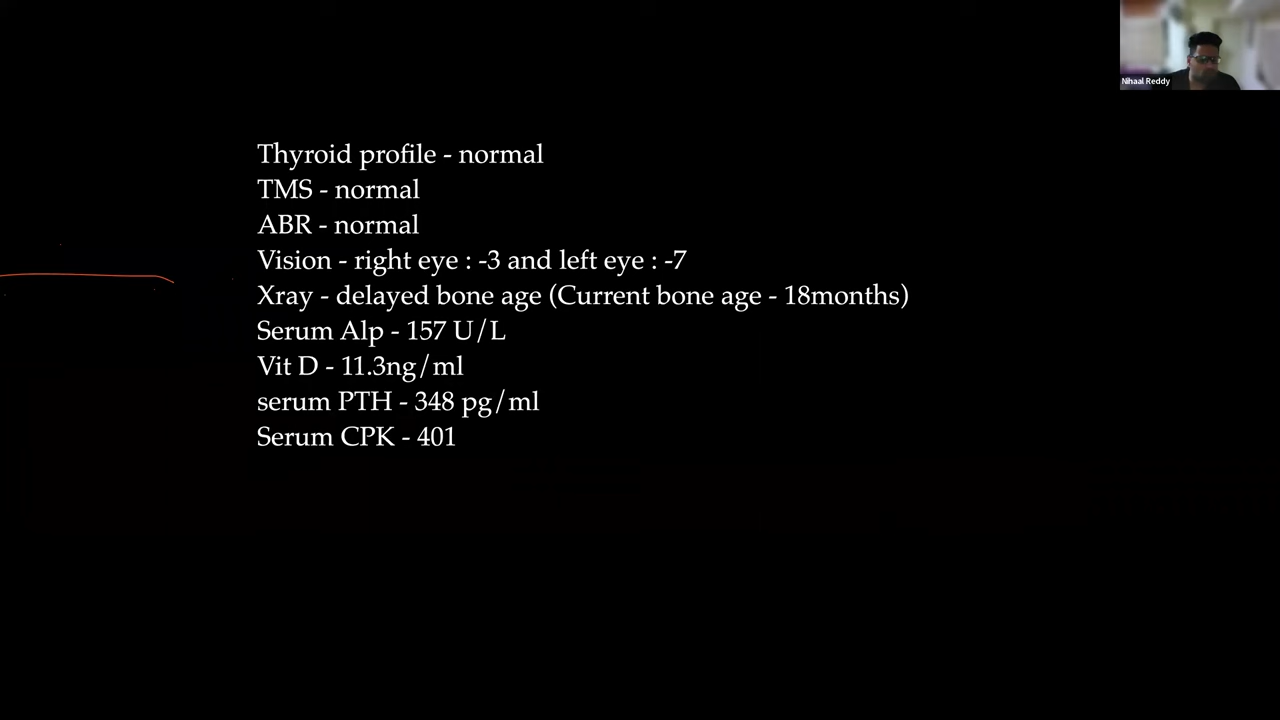 Nihaal Reddy
Thyroid profile - normal
TMS - normal
ABR - normal
Vision - right eye : -3 and left eye : -7
Xray - delayed bone age (Current bone age - 18months)
Serum Alp - 157 U/L
Vit D - 11.3ng/ml
serum PTH - 348 pg/ml
Serum CPK - 401